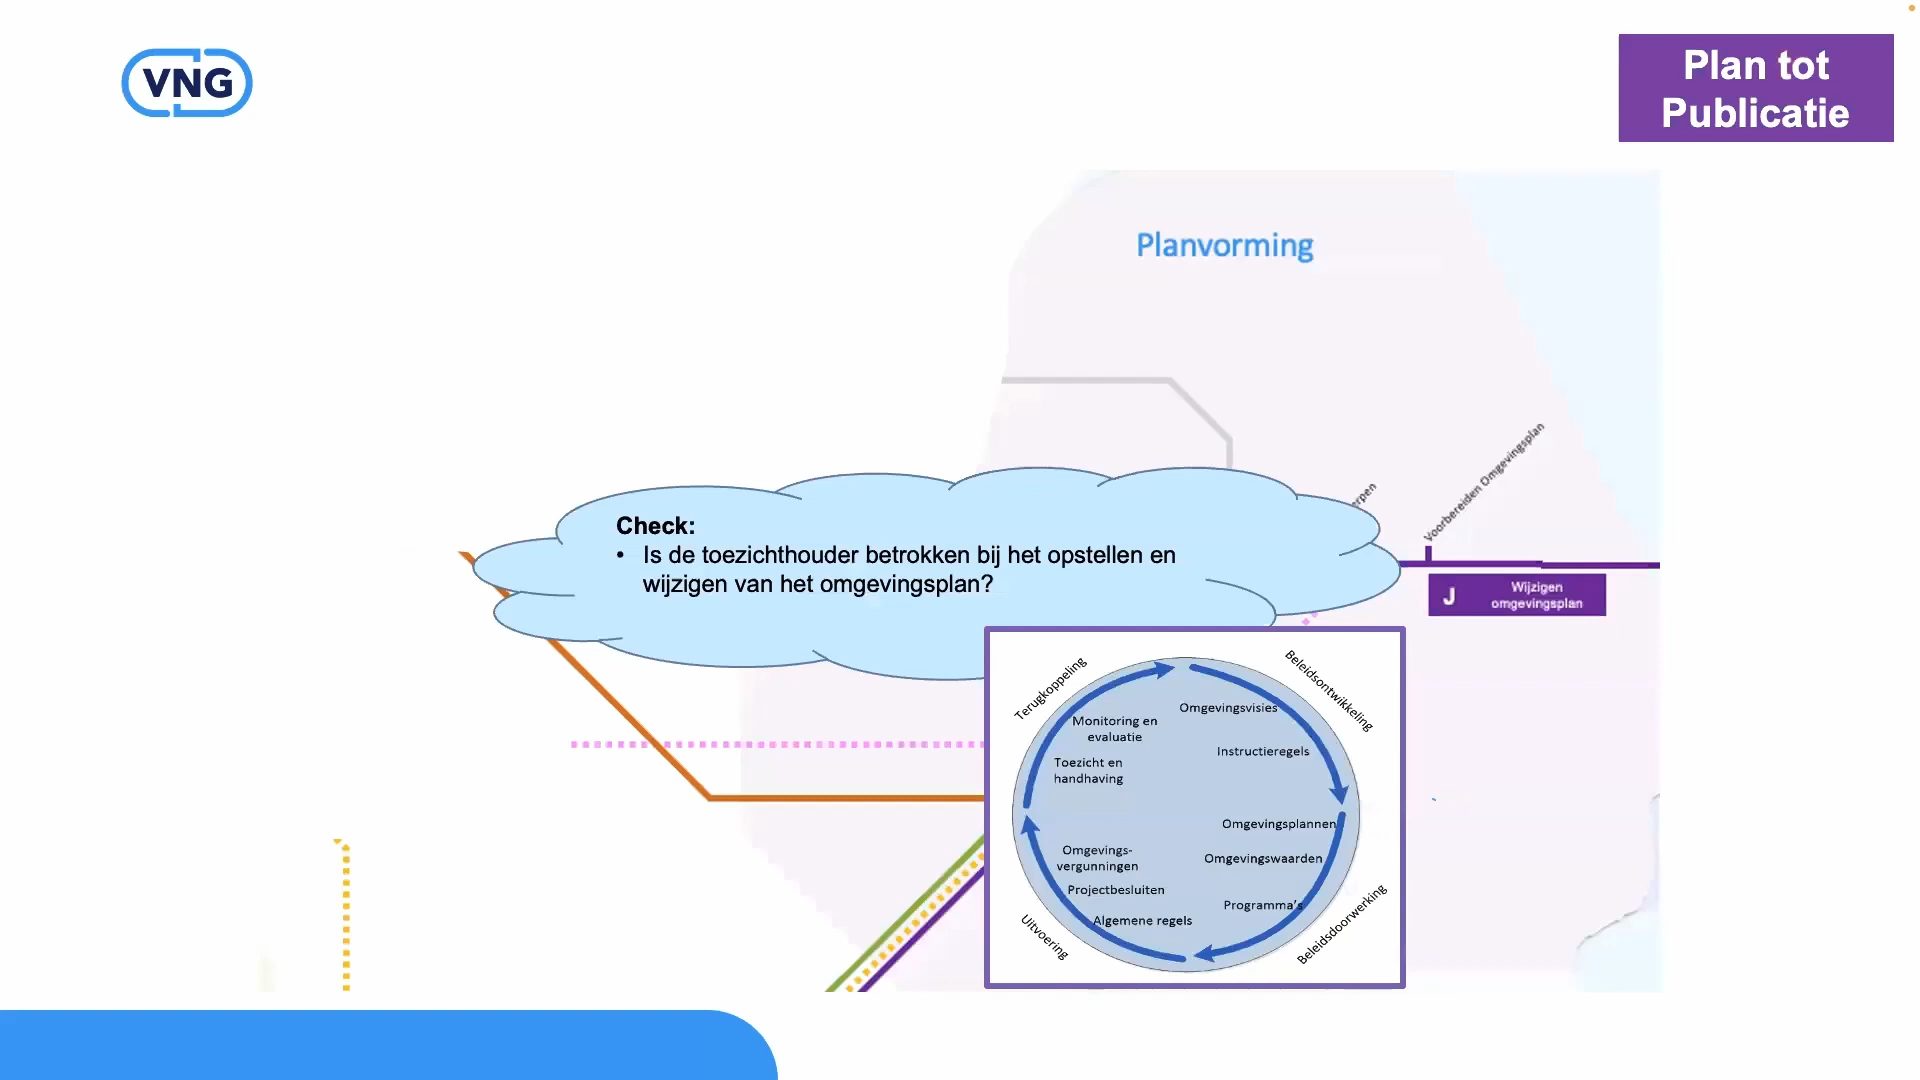 VNG
Plan tot
Publicatie
Planvorming
Voorbereiden Omgevingsplan
Check:
• Is de toezichthouder betrokken bij het opstellen en
wijzigen van het omgevingsplan?
J
Wijzigen
omgevingsplan
Terugkoppeling
Beleidsontwikkeling
Omgevingsvisies
Monitoring en
evaluatie
Instructieregels
Toezicht en
handhaving
Omgevingsplannen
Omgevings-
vergunningen
Omgevingswaarden
Projectbesluiten
Programma's
Algemene regels
Uitvoering
Beleidsdoorwerking